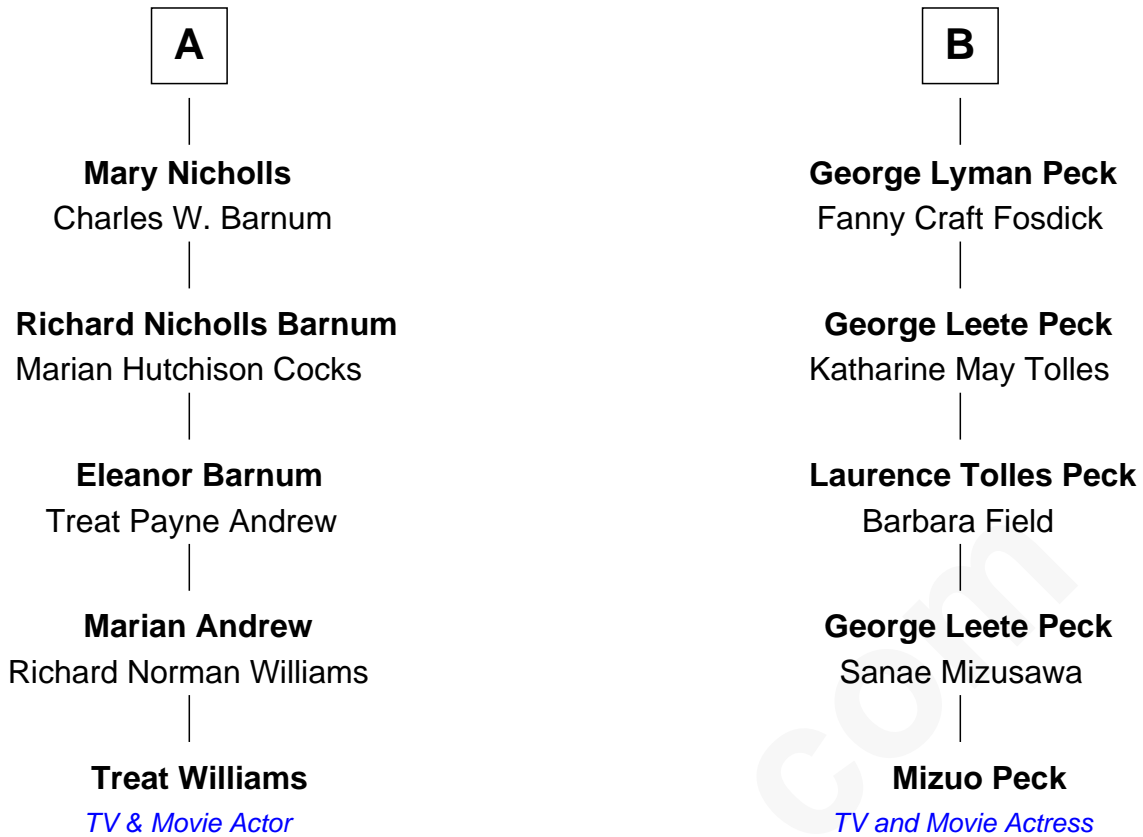 A
Mary Nicholls
Charles W. Barnum
Richard Nicholls Barnum
Marian Hutchison Cocks
Eleanor Barnum
Treat Payne Andrew
Marian Andrew
Richard Norman Williams
Treat Williams
TV & Movie Actor
B
George Lyman Peck
Fanny Craft Fosdick
George Leete Peck
Katharine May Tolles
Laurence Tolles Peck
Barbara Field
George Leete Peck
Sanae Mizusawa
Mizuo Peck
TV and Movie Actress
com